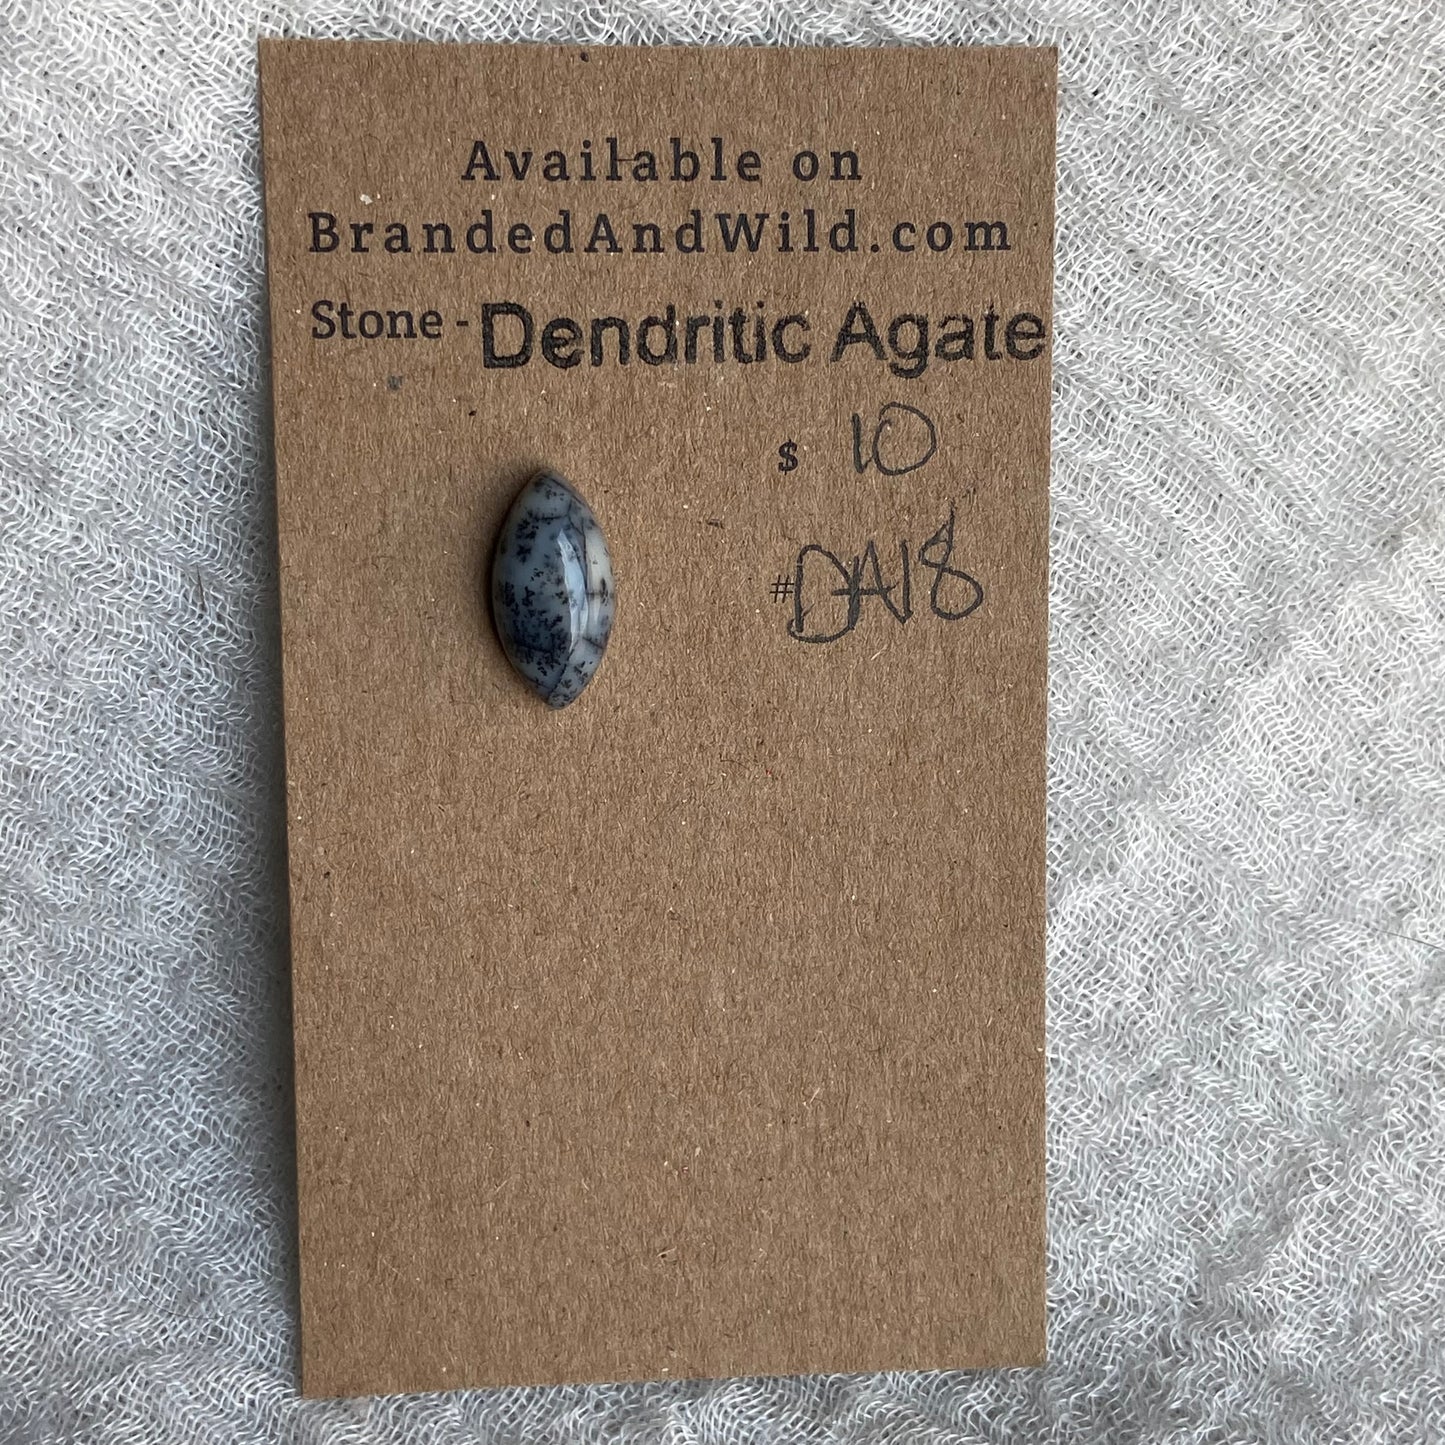 Available on
BrandedAndWild.com
Stone - Dendritic Agate
$ 10
#DA18